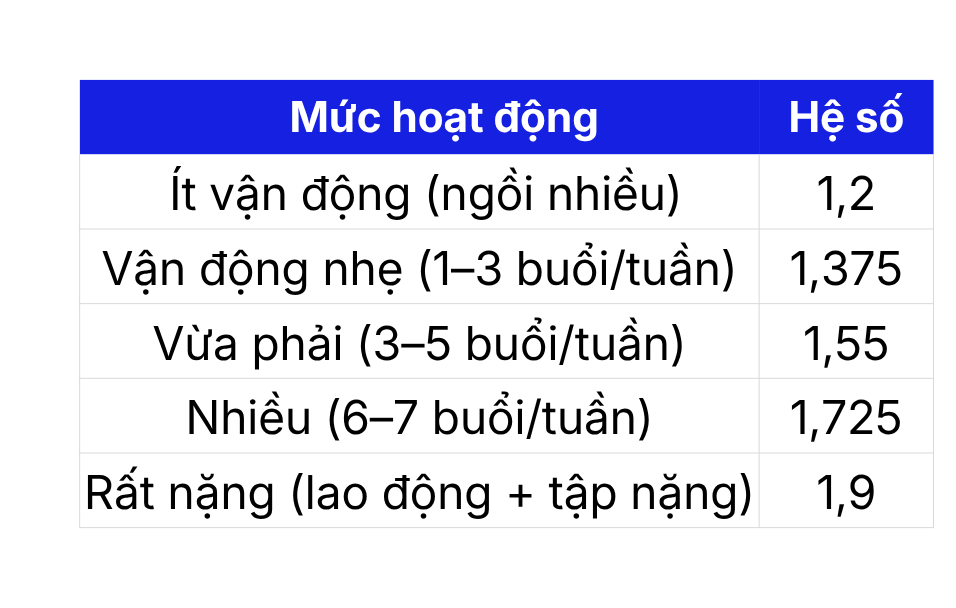 Mức hoạt động Hệ số
Ít vận động (ngồi nhiều) 1,2
Vận động nhẹ (1–3 buổi/tuần) 1,375
Vừa phải (3–5 buổi/tuần) 1,55
Nhiều (6–7 buổi/tuần) 1,725
Rất nặng (lao động + tập nặng) 1,9